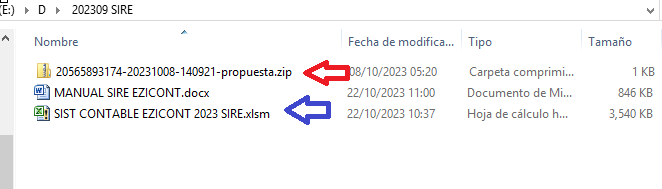 (E:) D 202309 SIRE
Nombre Fecha de modifica... Tipo Tamaño
20565893174-20231008-140921-propuesta.zip 08/10/2023 05:20 Carpeta comprimi... 1 KB
MANUAL SIRE EZICONT.docx 22/10/2023 11:00 Documento de Mi... 846 KB
SIST CONTABLE EZICONT 2023 SIRE.xlsm 22/10/2023 10:37 Hoja de cálculo h... 3,540 KB